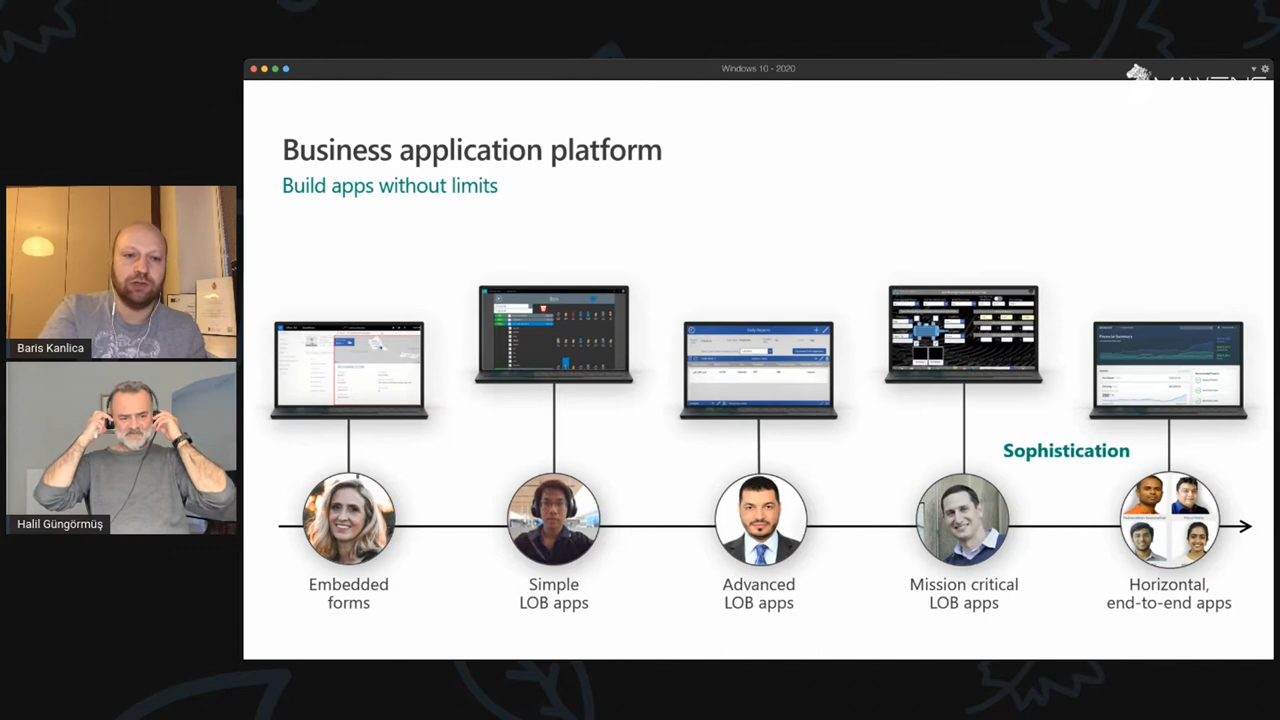 Windows 10 - 2020
Business application platform
Build apps without limits
Baris Kanlica
Halil Güngörmüş
Sophistication
Embedded
forms
Simple
LOB apps
Advanced
LOB apps
Mission critical
LOB apps
Horizontal,
end-to-end apps